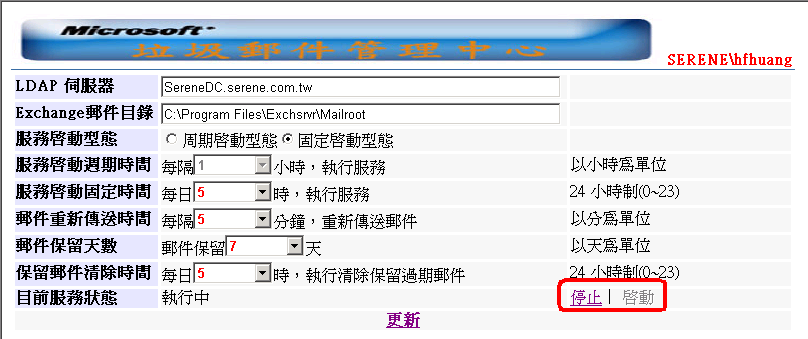 Microsoft
垃圾郵件管理中心
SERENE\hfhuang
LDAP 伺服器 SereneDC.serene.com.tw
Exchange郵件目錄 C:\Program Files\Exchsrvr\Mailroot
服務啟動型態 周期啟動型態 固定啟動型態
服務啟動週期時間 每隔 1 小時，執行服務 以小時為單位
服務啟動固定時間 每日 5 時，執行服務 24 小時制(0~23)
郵件重新傳送時間 每隔 5 分鐘，重新傳送郵件 以分為單位
郵件保留天數 郵件保留 7 天 以天為單位
保留郵件清除時間 每日 5 時，執行清除保留過期郵件 24 小時制(0~23)
目前服務狀態 執行中 停止 | 啟動
更新